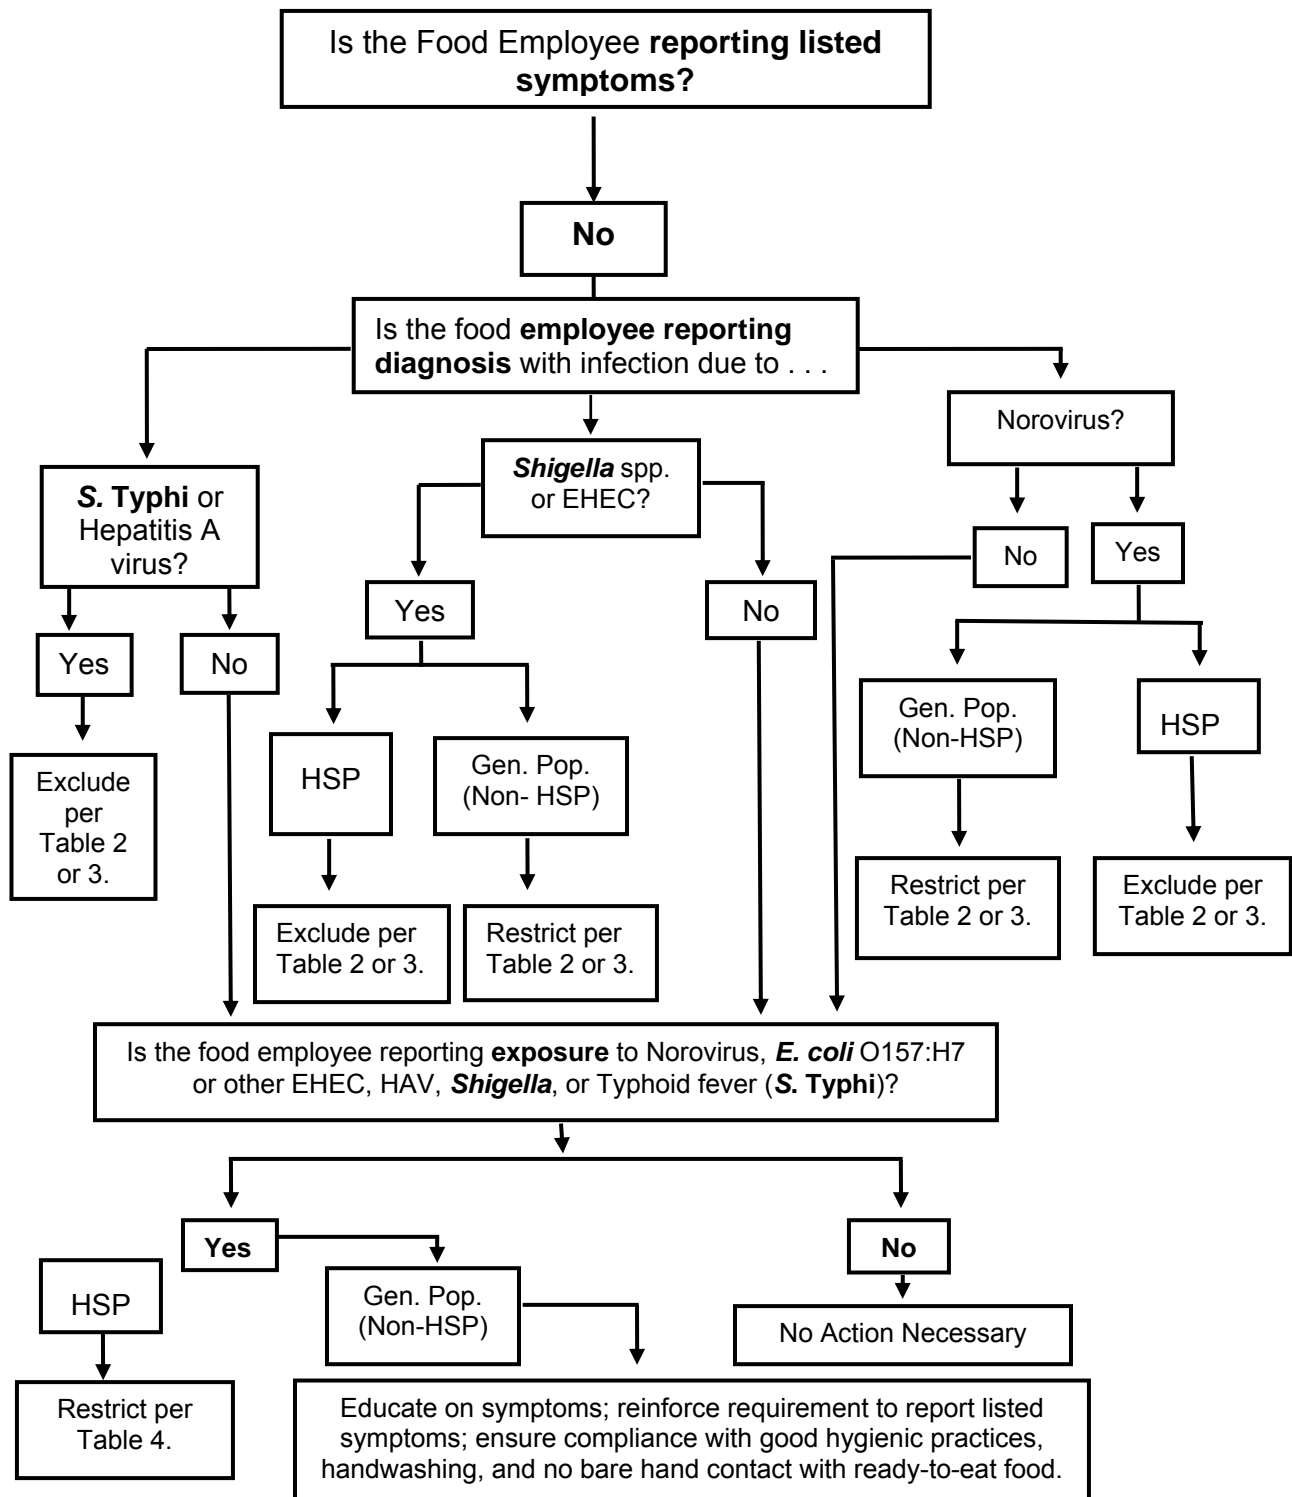 Is the Food Employee reporting listed
symptoms?
No
Is the food employee reporting
diagnosis with infection due to . . .
S. Typhi or
Hepatitis A
virus?
Yes
No
Exclude
per
Table 2
or 3.
Shigella spp.
or EHEC?
Yes
No
HSP
Gen. Pop.
(Non- HSP)
Exclude per
Table 2 or 3.
Restrict per
Table 2 or 3.
Norovirus?
No
Yes
Gen. Pop.
(Non-HSP)
HSP
Restrict per
Table 2 or 3.
Exclude per
Table 2 or 3.
Is the food employee reporting exposure to Norovirus, E. coli O157:H7
or other EHEC, HAV, Shigella, or Typhoid fever (S. Typhi)?
Yes
No
HSP
Gen. Pop.
(Non-HSP)
No Action Necessary
Restrict per
Table 4.
Educate on symptoms; reinforce requirement to report listed
symptoms; ensure compliance with good hygienic practices,
handwashing, and no bare hand contact with ready-to-eat food.